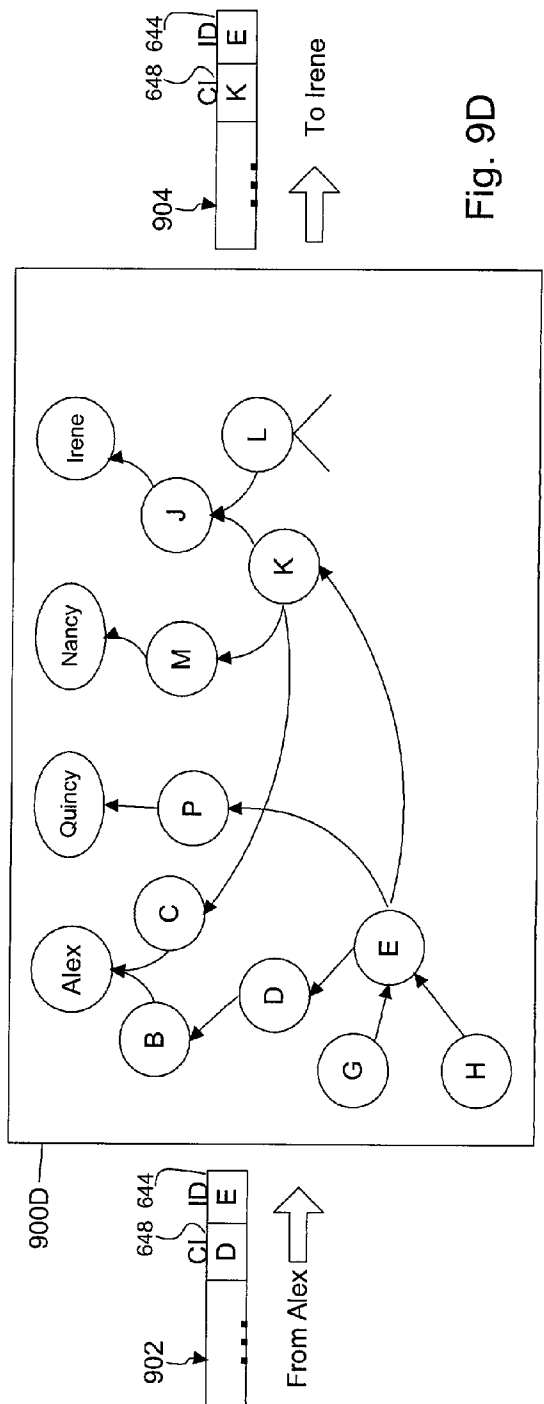 900D
902
CI
648
ID
644
D
E
From Alex
Alex
Quincy
Nancy
Irene
B
C
P
M
J
D
K
L
G
E
H
904
CI
648
ID
644
K
E
To Irene
Fig. 9D